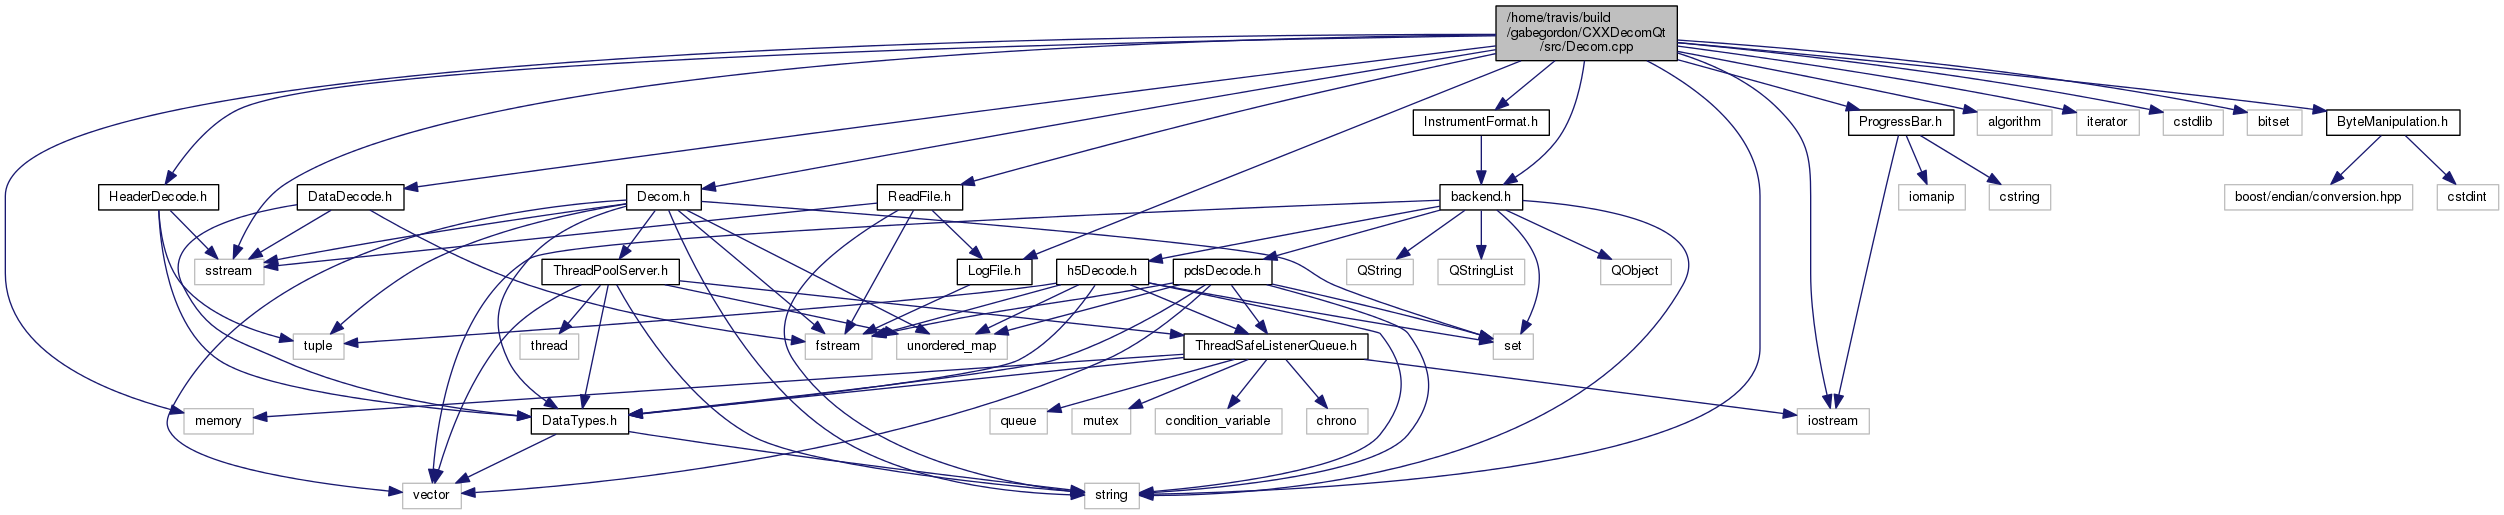 /home/travis/build
/gabegordon/CXXDecomQt
/src/Decom.cpp
InstrumentFormat.h
ProgressBar.h
algorithm
iterator
cstdlib
bitset
ByteManipulation.h
HeaderDecode.h
DataDecode.h
Decom.h
ReadFile.h
backend.h
iomanip
cstring
boost/endian/conversion.hpp
cstdint
sstream
ThreadPoolServer.h
LogFile.h
h5Decode.h
pdsDecode.h
QString
QStringList
QObject
tuple
thread
fstream
unordered_map
ThreadSafeListenerQueue.h
set
memory
DataTypes.h
queue
mutex
condition_variable
chrono
iostream
vector
string